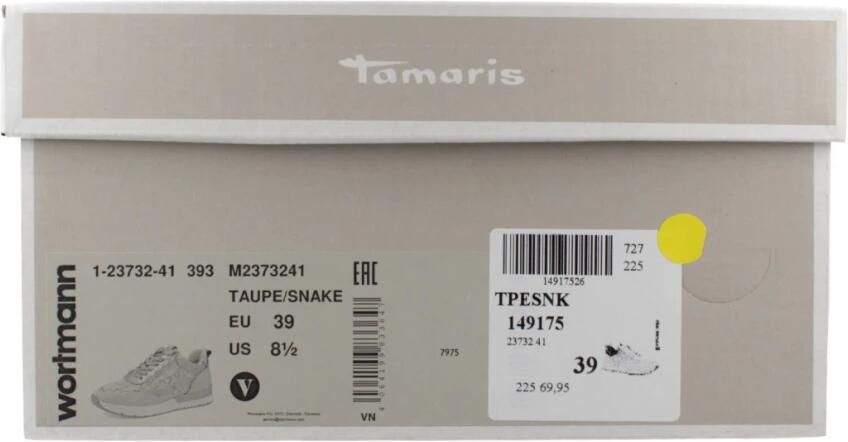 Tamaris
wortmann
1-23732-41 393 M2373241
TAUPE/SNAKE
EU 39
US 8½
V
EAC
7975
VN
727
225
14917526
TPESNK
149175
23732 41
39
225 69,95